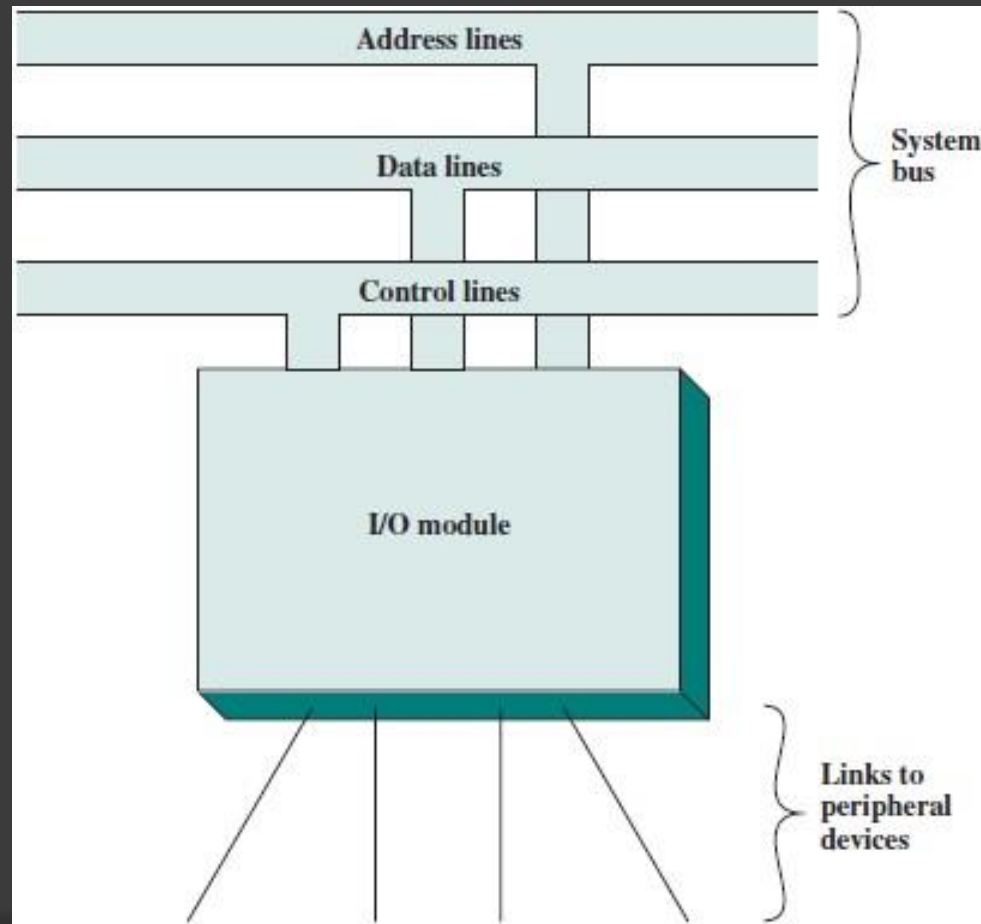 Address lines
Data lines
System
bus
Control lines
I/O module
Links to
peripheral
devices